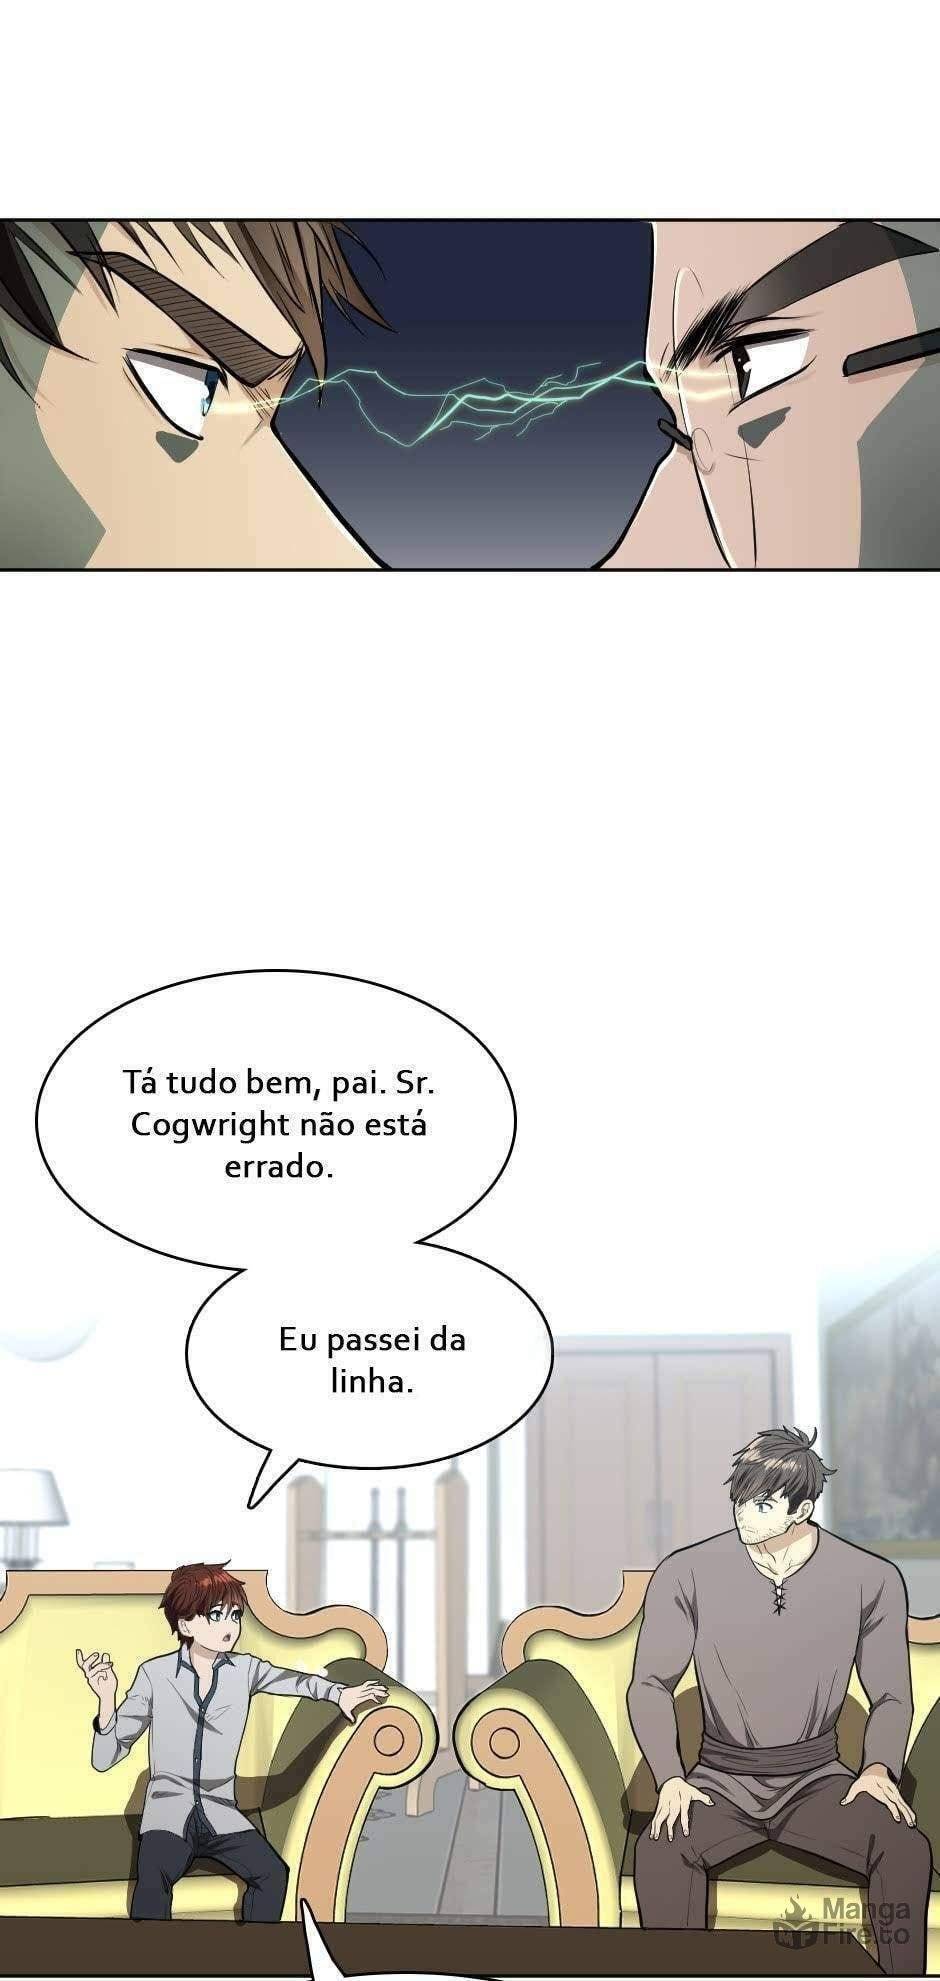 Tá tudo bem, pai. Sr.
Cogwright não está
errado.
Eu passei da
linha.
Manga
Fire.to